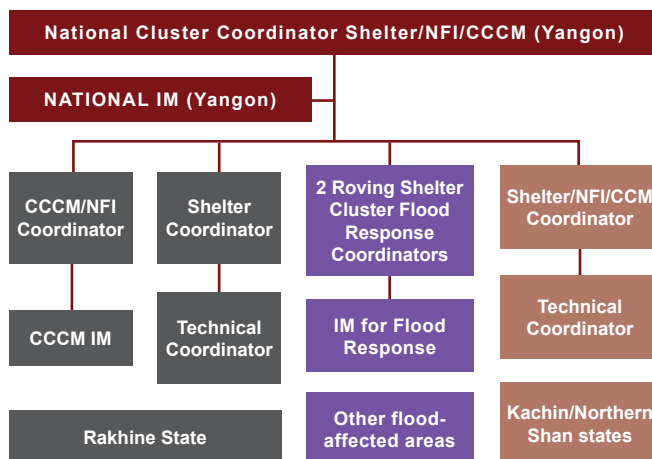 National Cluster Coordinator Shelter/NFI/CCCM (Yangon)
NATIONAL IM (Yangon)
CCCM/NFI
Coordinator
Shelter
Coordinator
2 Roving Shelter
Cluster Flood
Response
Coordinators
Shelter/NFI/CCM
Coordinator
CCCM IM
Technical
Coordinator
IM for Flood
Response
Technical
Coordinator
Rakhine State
Other flood-
affected areas
Kachin/Northern
Shan states